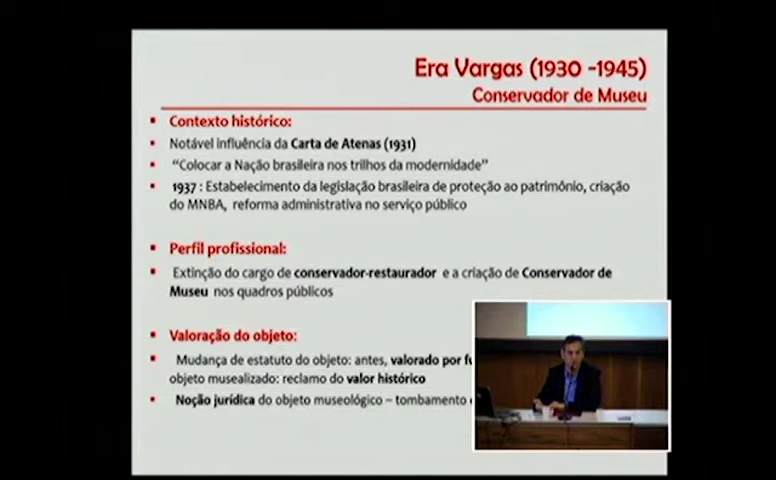 Era Vargas (1930 -1945)
Conservador de Museu
Contexto histórico:
Notável influência da Carta de Atenas (1931)
“Colocar a Nação brasileira nos trilhos da modernidade”
1937 : Estabelecimento da legislação brasileira de proteção ao patrimônio, criação
do MNBA, reforma administrativa no serviço público
Perfil profissional:
Extinção do cargo de conservador-restaurador e a criação de Conservador de
Museu nos quadros públicos
Valoração do objeto:
Mudança de estatuto do objeto: antes, valorado por
objeto musealizado: reclamo do valor histórico
Noção jurídica do objeto museológico – tombamento